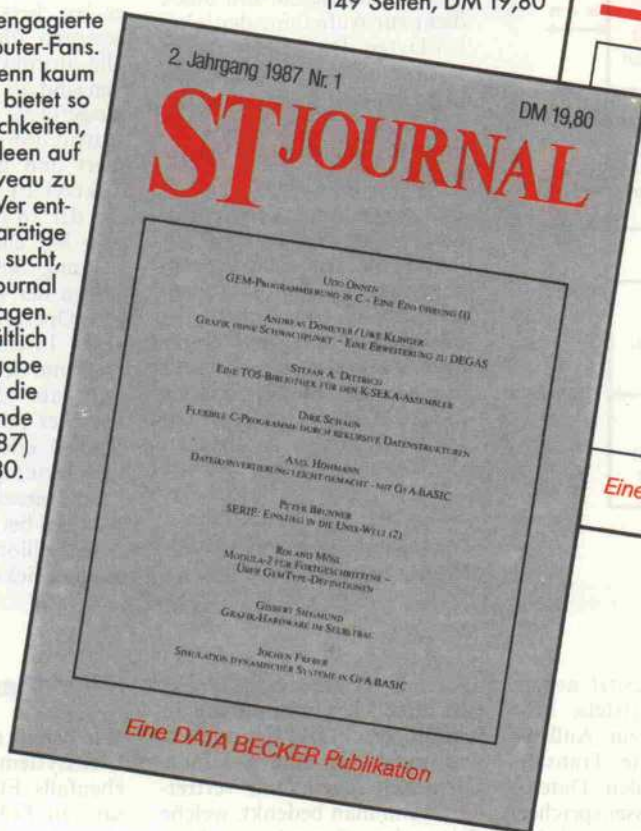 149 Seiten, DM 19,80
engagierte
puter-Fans.
enn kaum
bietet so
chkeiten,
deen auf
veau zu
Wer ent-
arätige
sucht,
ournal
agen.
ltlich
gabe
die
nde
87)
80.
2. Jahrgang 1987 Nr. 1
DM 19,80
ST JOURNAL
UDO ONNEN
GEM-PROGRAMMIERUNG IN C - EINE EINFÜHRUNG (1)
ANDREAS DOMEYER / UWE KLINGER
GRAFIK OHNE SCHWACHPUNKT – EINE ERWEITERUNG ZU DEGAS
STEFAN A. DITTRICH
EINE TOS-BIBLIOTHEK FÜR DEN K-SEKA-ASSEMBLER
DIRK SCHAUN
FLEXIBLE C-PROGRAMME DURCH REKURSIVE DATENSTRUKTUREN
AXEL HOHMANN
DATEIKONVERTIERUNG LEICHT GEMACHT - MIT GFA-BASIC
PETER BRUNNER
SERIE: EINSTIEG IN DIE UNIX-WELT (2)
ROLAND MÖSL
MODULA-2 FÜR FORTGESCHRITTENE –
ÜBER GEMTYPE-DEFINITIONEN
GISBERT SIEGMUND
GRAFIK-HARDWARE IM SELBSTBAU
JOCHEN
SIMULATION DYNAMISCHER SYSTEME IN GFA BASIC
Eine DATA BECKER Publikation
Eine